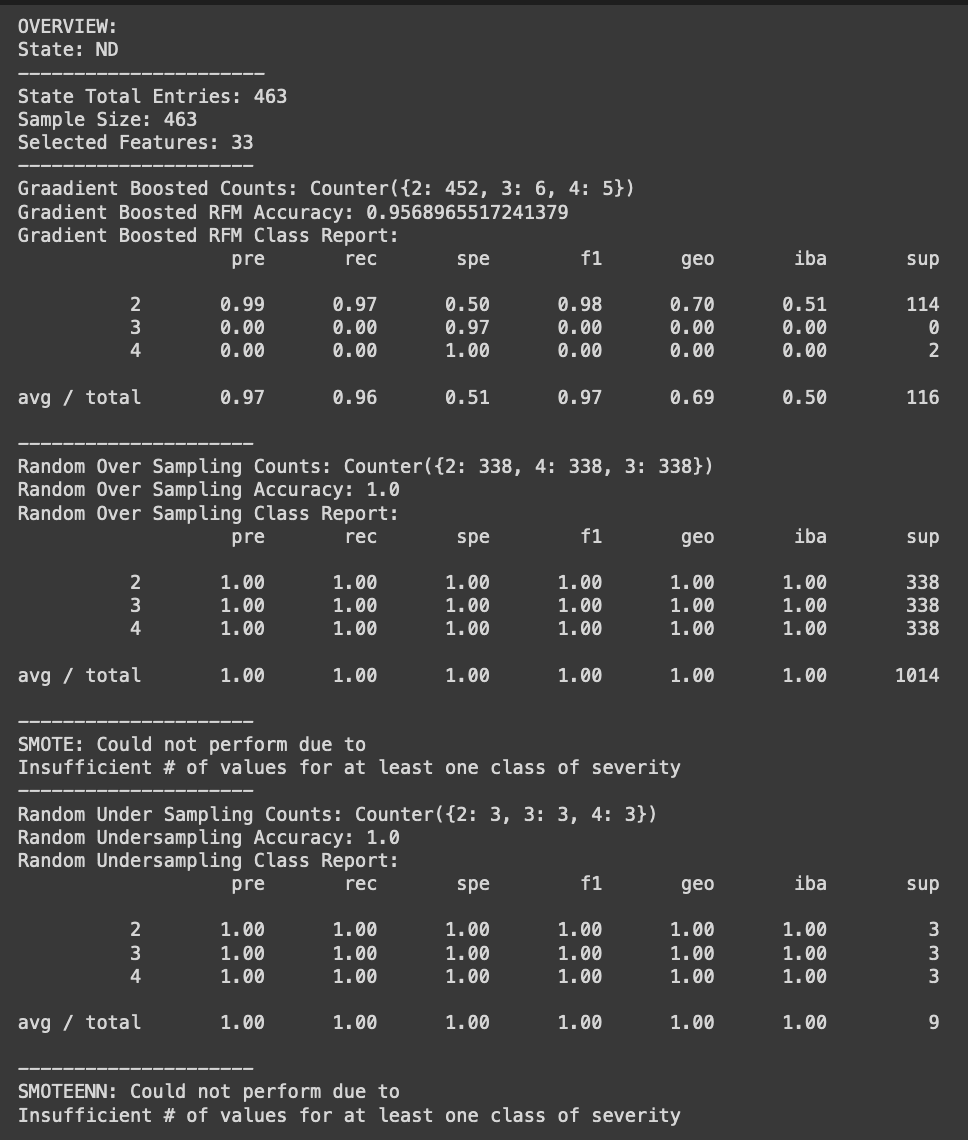 OVERVIEW:
State: ND
----------------------
State Total Entries: 463
Sample Size: 463
Selected Features: 33
---------------------
Graadient Boosted Counts: Counter({2: 452, 3: 6, 4: 5})
Gradient Boosted RFM Accuracy: 0.9568965517241379
Gradient Boosted RFM Class Report:
pre rec spe f1 geo iba sup
2 0.99 0.97 0.50 0.98 0.70 0.51 114
3 0.00 0.00 0.97 0.00 0.00 0.00 0
4 0.00 0.00 1.00 0.00 0.00 0.00 2
avg / total 0.97 0.96 0.51 0.97 0.69 0.50 116
---------------------
Random Over Sampling Counts: Counter({2: 338, 4: 338, 3: 338})
Random Over Sampling Accuracy: 1.0
Random Over Sampling Class Report:
pre rec spe f1 geo iba sup
2 1.00 1.00 1.00 1.00 1.00 1.00 338
3 1.00 1.00 1.00 1.00 1.00 1.00 338
4 1.00 1.00 1.00 1.00 1.00 1.00 338
avg / total 1.00 1.00 1.00 1.00 1.00 1.00 1014
---------------------
SMOTE: Could not perform due to
Insufficient # of values for at least one class of severity
---------------------
Random Under Sampling Counts: Counter({2: 3, 3: 3, 4: 3})
Random Undersampling Accuracy: 1.0
Random Undersampling Class Report:
pre rec spe f1 geo iba sup
2 1.00 1.00 1.00 1.00 1.00 1.00 3
3 1.00 1.00 1.00 1.00 1.00 1.00 3
4 1.00 1.00 1.00 1.00 1.00 1.00 3
avg / total 1.00 1.00 1.00 1.00 1.00 1.00 9
---------------------
SMOTEENN: Could not perform due to
Insufficient # of values for at least one class of severity